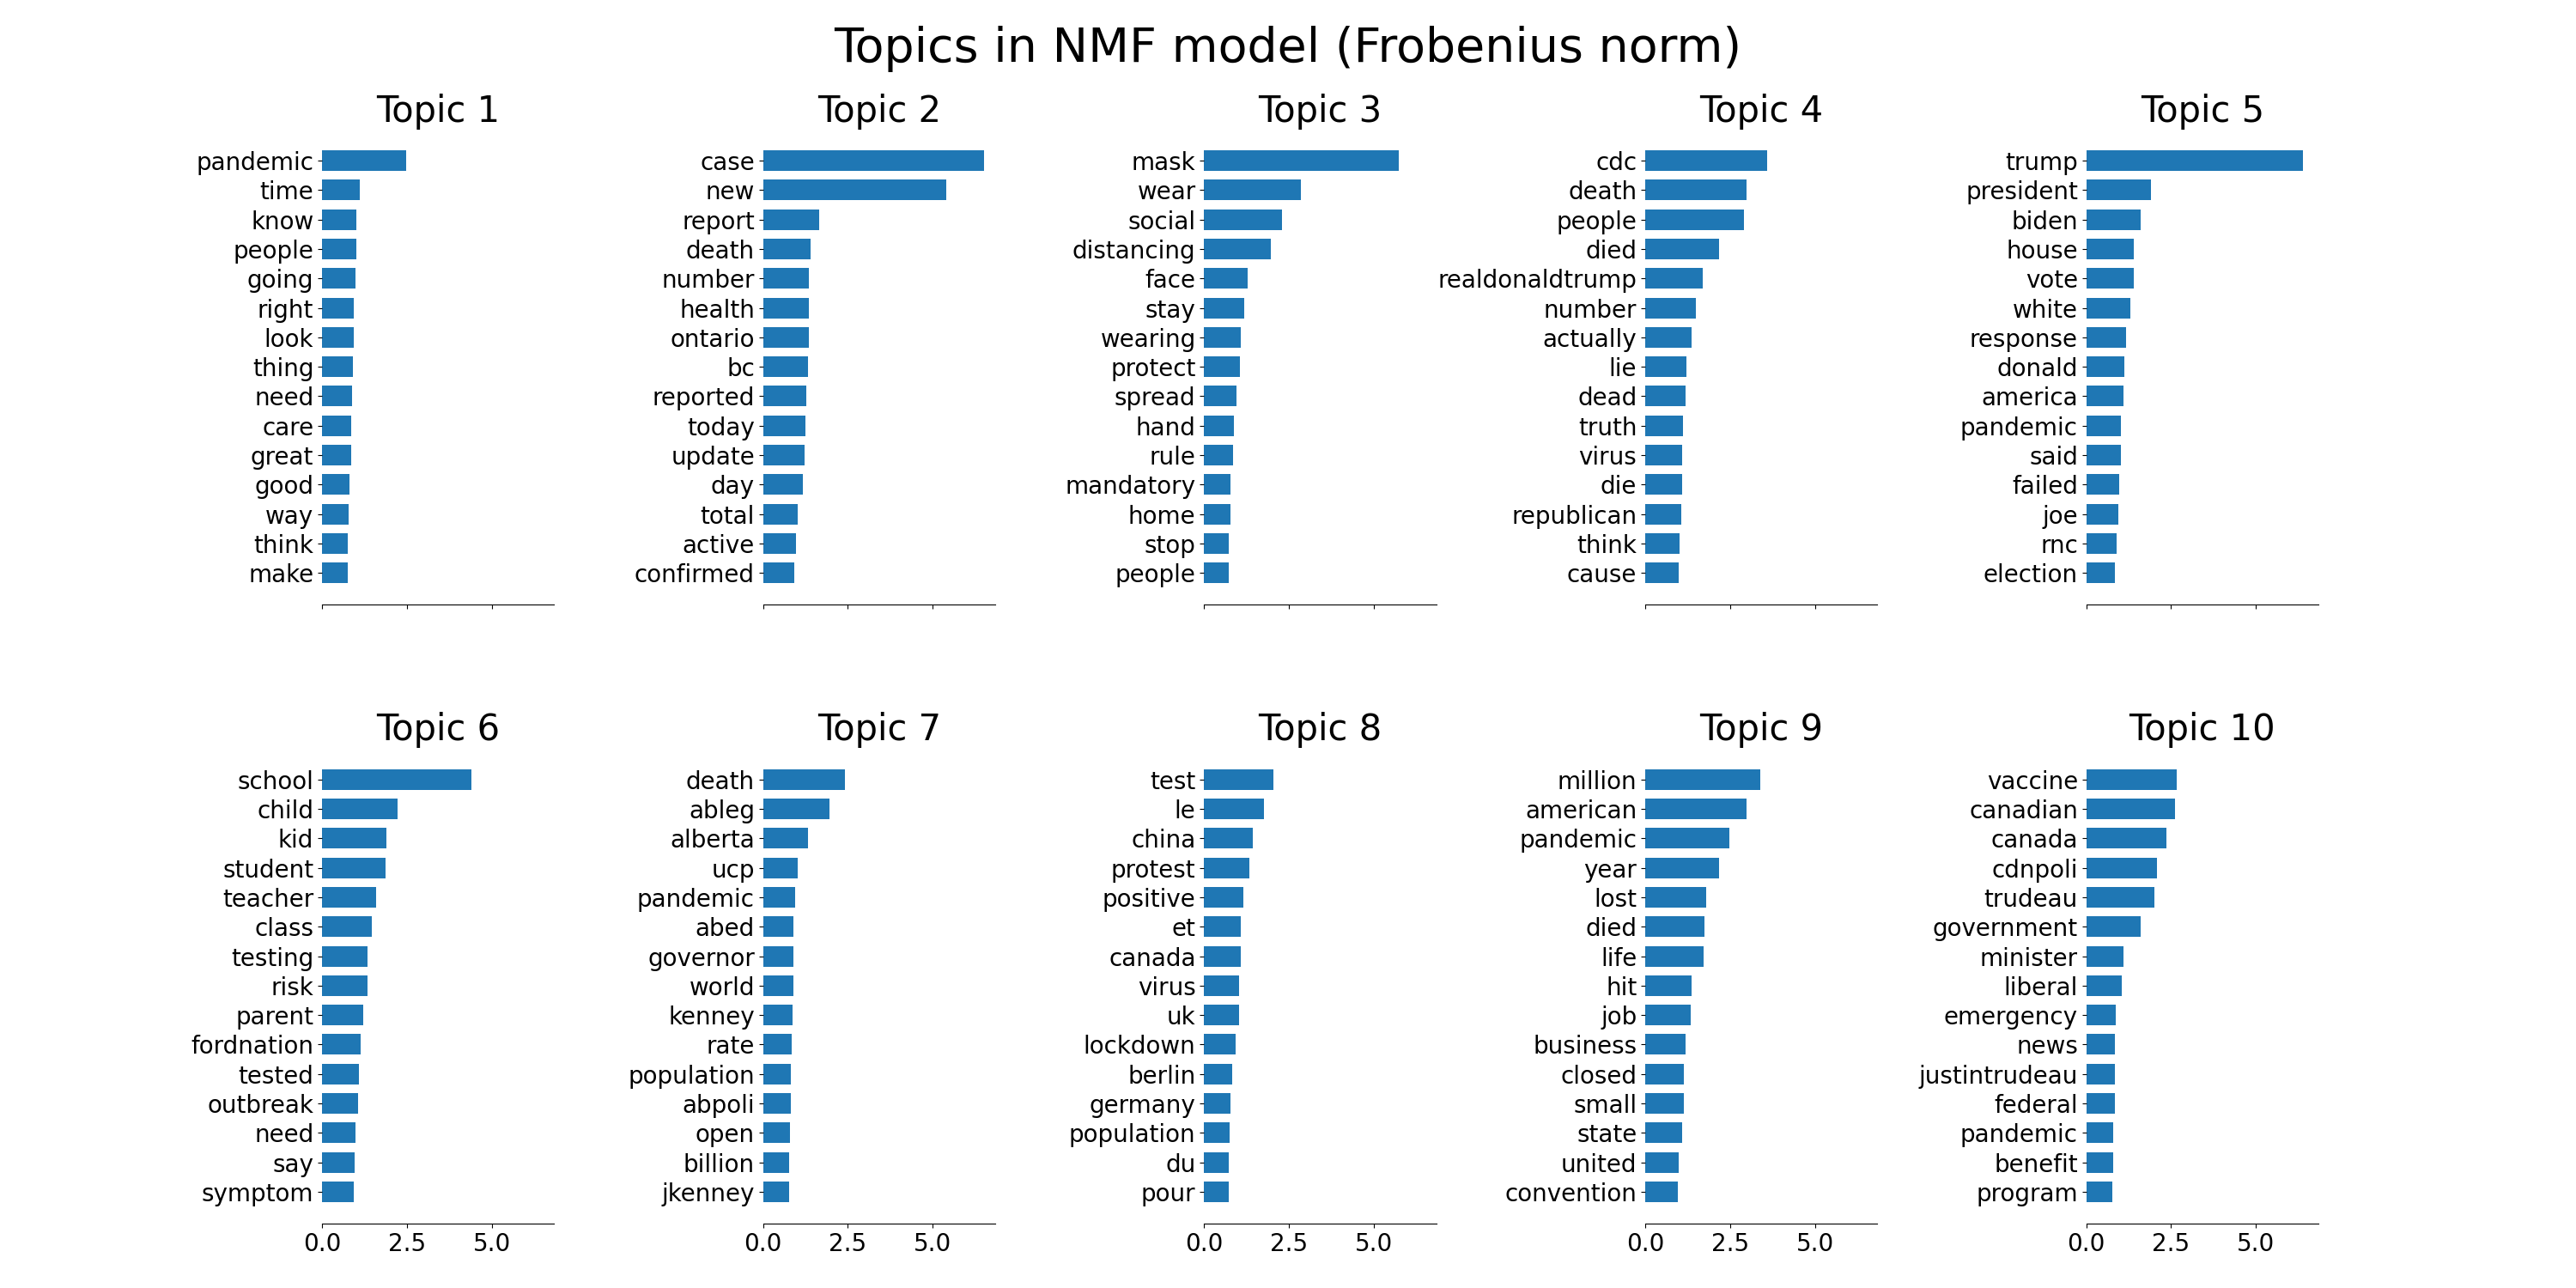 Topics in NMF model (Frobenius norm)
Topic 1
pandemic
time
know
people
going
right
look
thing
need
care
great
good
way
think
make
Topic 2
case
new
report
death
number
health
ontario
bc
reported
today
update
day
total
active
confirmed
Topic 3
mask
wear
social
distancing
face
stay
wearing
protect
spread
hand
rule
mandatory
home
stop
people
Topic 4
cdc
death
people
died
realdonaldtrump
number
actually
lie
dead
truth
virus
die
republican
think
cause
Topic 5
trump
president
biden
house
vote
white
response
donald
america
pandemic
said
failed
joe
rnc
election
Topic 6
school
child
kid
student
teacher
class
testing
risk
parent
fordnation
tested
outbreak
need
say
symptom
0.0 2.5 5.0
Topic 7
death
ableg
alberta
ucp
pandemic
abed
governor
world
kenney
rate
population
abpoli
open
billion
jkenney
0.0 2.5 5.0
Topic 8
test
le
china
protest
positive
et
canada
virus
uk
lockdown
berlin
germany
population
du
pour
0.0 2.5 5.0
Topic 9
million
american
pandemic
year
lost
died
life
hit
job
business
closed
small
state
united
convention
0.0 2.5 5.0
Topic 10
vaccine
canadian
canada
cdnpoli
trudeau
government
minister
liberal
emergency
news
justintrudeau
federal
pandemic
benefit
program
0.0 2.5 5.0